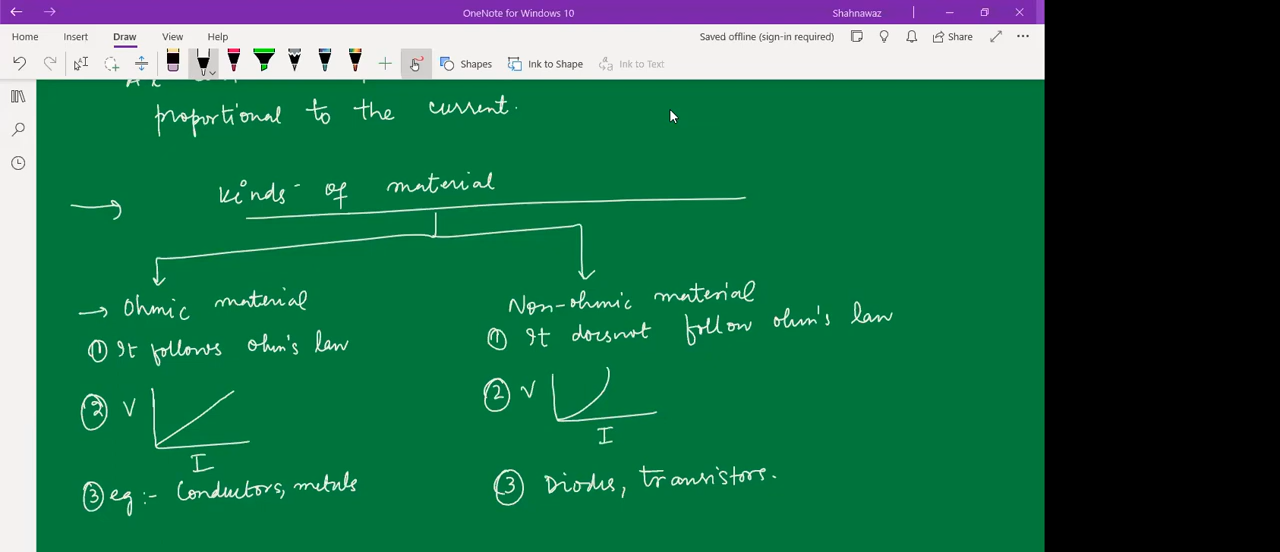 OneNote for Windows 10
Shahnawaz
Home Insert Draw View Help
Saved offline (sign-in required) Share
Shapes Ink to Shape Ink to Text
proportional to the current.
Kinds of material
Ohmic material
① It follows ohm's law
② V
I
③ eg :- Conductors, metals
Non-ohmic material
① It doesnot follow ohm's law
② V
I
③ Diodes, transistors.